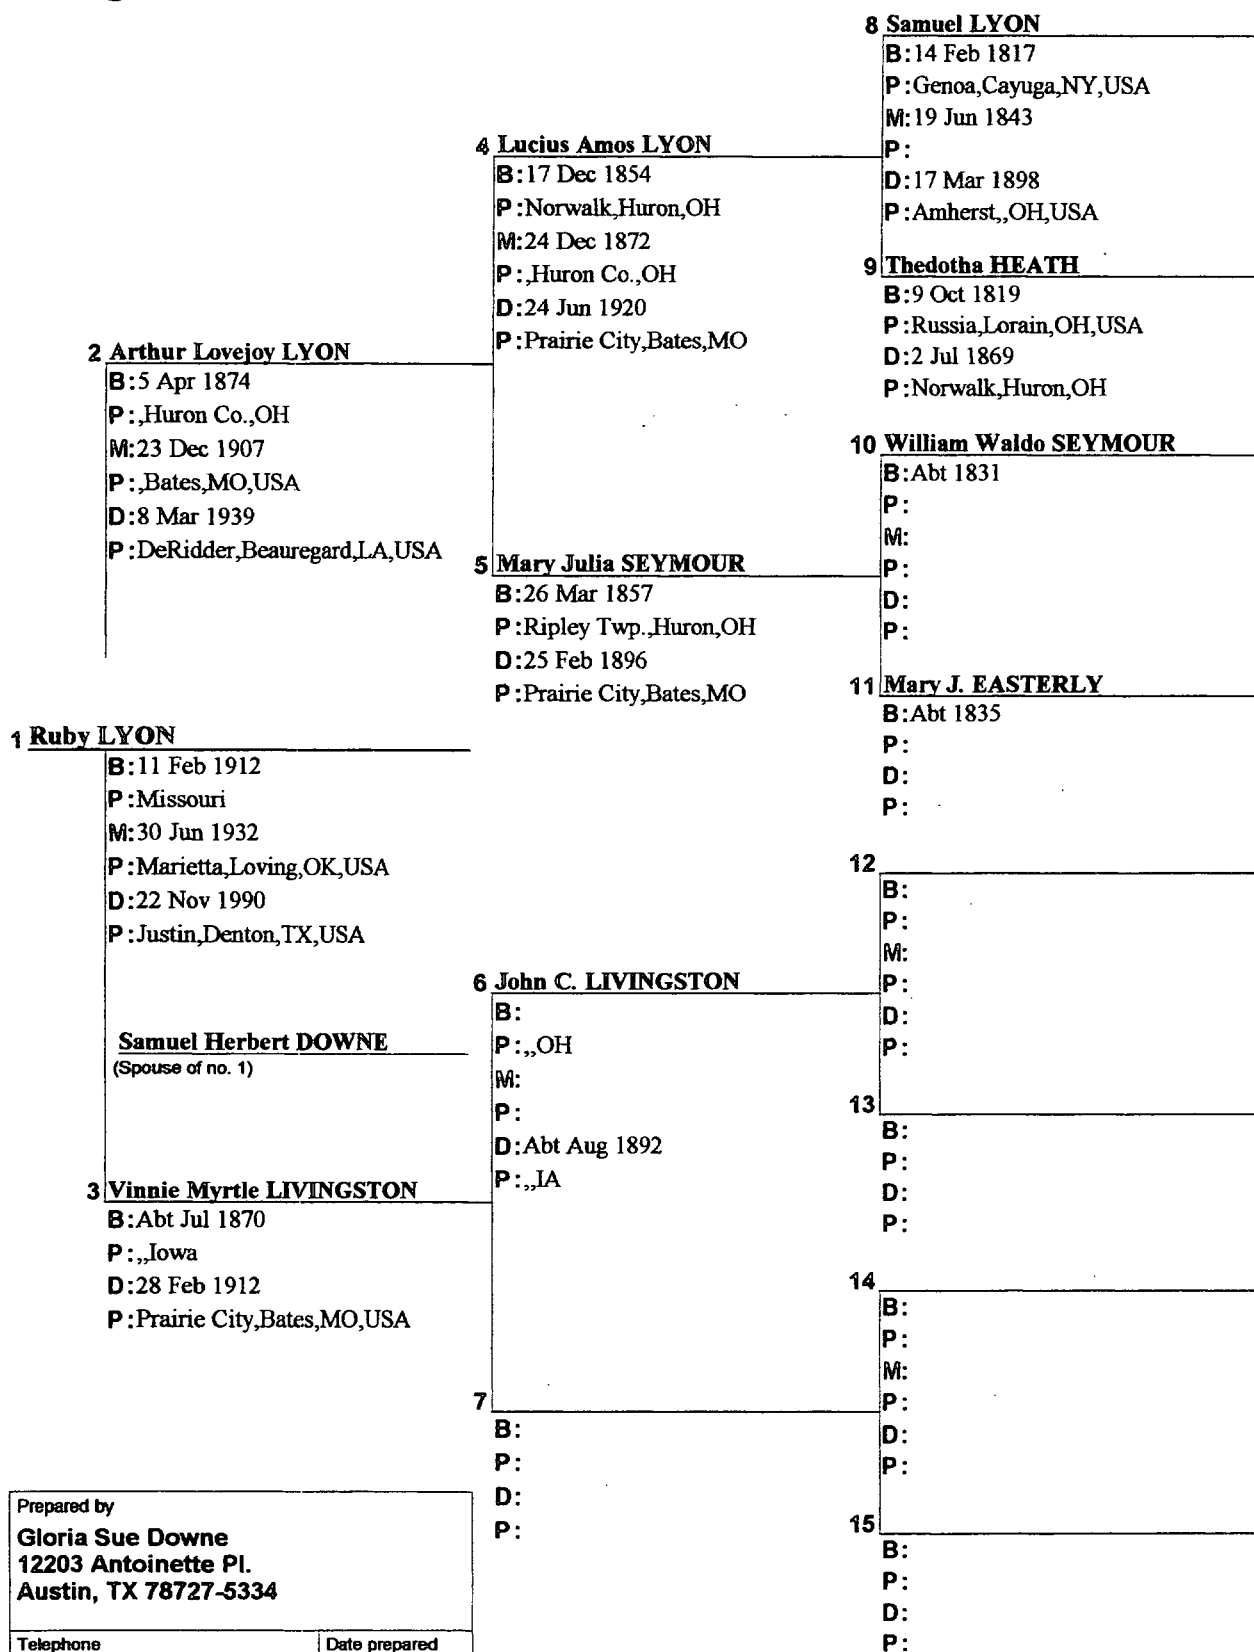 8 Samuel LYON
B:14 Feb 1817
P:Genoa,Cayuga,NY,USA
M:19 Jun 1843
P:
D:17 Mar 1898
P:Amherst,,OH,USA
4 Lucius Amos LYON
B:17 Dec 1854
P:Norwalk,Huron,OH
M:24 Dec 1872
P:,Huron Co.,OH
D:24 Jun 1920
P:Prairie City,Bates,MO
9 Thedotha HEATH
B:9 Oct 1819
P:Russia,Lorain,OH,USA
D:2 Jul 1869
P:Norwalk,Huron,OH
2 Arthur Lovejoy LYON
B:5 Apr 1874
P:,Huron Co.,OH
M:23 Dec 1907
P:,Bates,MO,USA
D:8 Mar 1939
P:DeRidder,Beauregard,LA,USA
10 William Waldo SEYMOUR
B:Abt 1831
P:
M:
P:
D:
P:
5 Mary Julia SEYMOUR
B:26 Mar 1857
P:Ripley Twp.,Huron,OH
D:25 Feb 1896
P:Prairie City,Bates,MO
11 Mary J. EASTERLY
B:Abt 1835
P:
D:
P:
1 Ruby LYON
B:11 Feb 1912
P:Missouri
M:30 Jun 1932
P:Marietta,Loving,OK,USA
D:22 Nov 1990
P:Justin,Denton,TX,USA
Samuel Herbert DOWNE
(Spouse of no. 1)
12
B:
P:
M:
P:
D:
P:
6 John C. LIVINGSTON
B:
P:,,OH
M:
P:
D:Abt Aug 1892
P:,,IA
13
B:
P:
D:
P:
3 Vinnie Myrtle LIVINGSTON
B:Abt Jul 1870
P:,,Iowa
D:28 Feb 1912
P:Prairie City,Bates,MO,USA
14
B:
P:
M:
P:
D:
P:
7
B:
P:
D:
P:
15
B:
P:
D:
P:
Prepared by
Gloria Sue Downe
12203 Antoinette Pl.
Austin, TX 78727-5334
Telephone
Date prepared